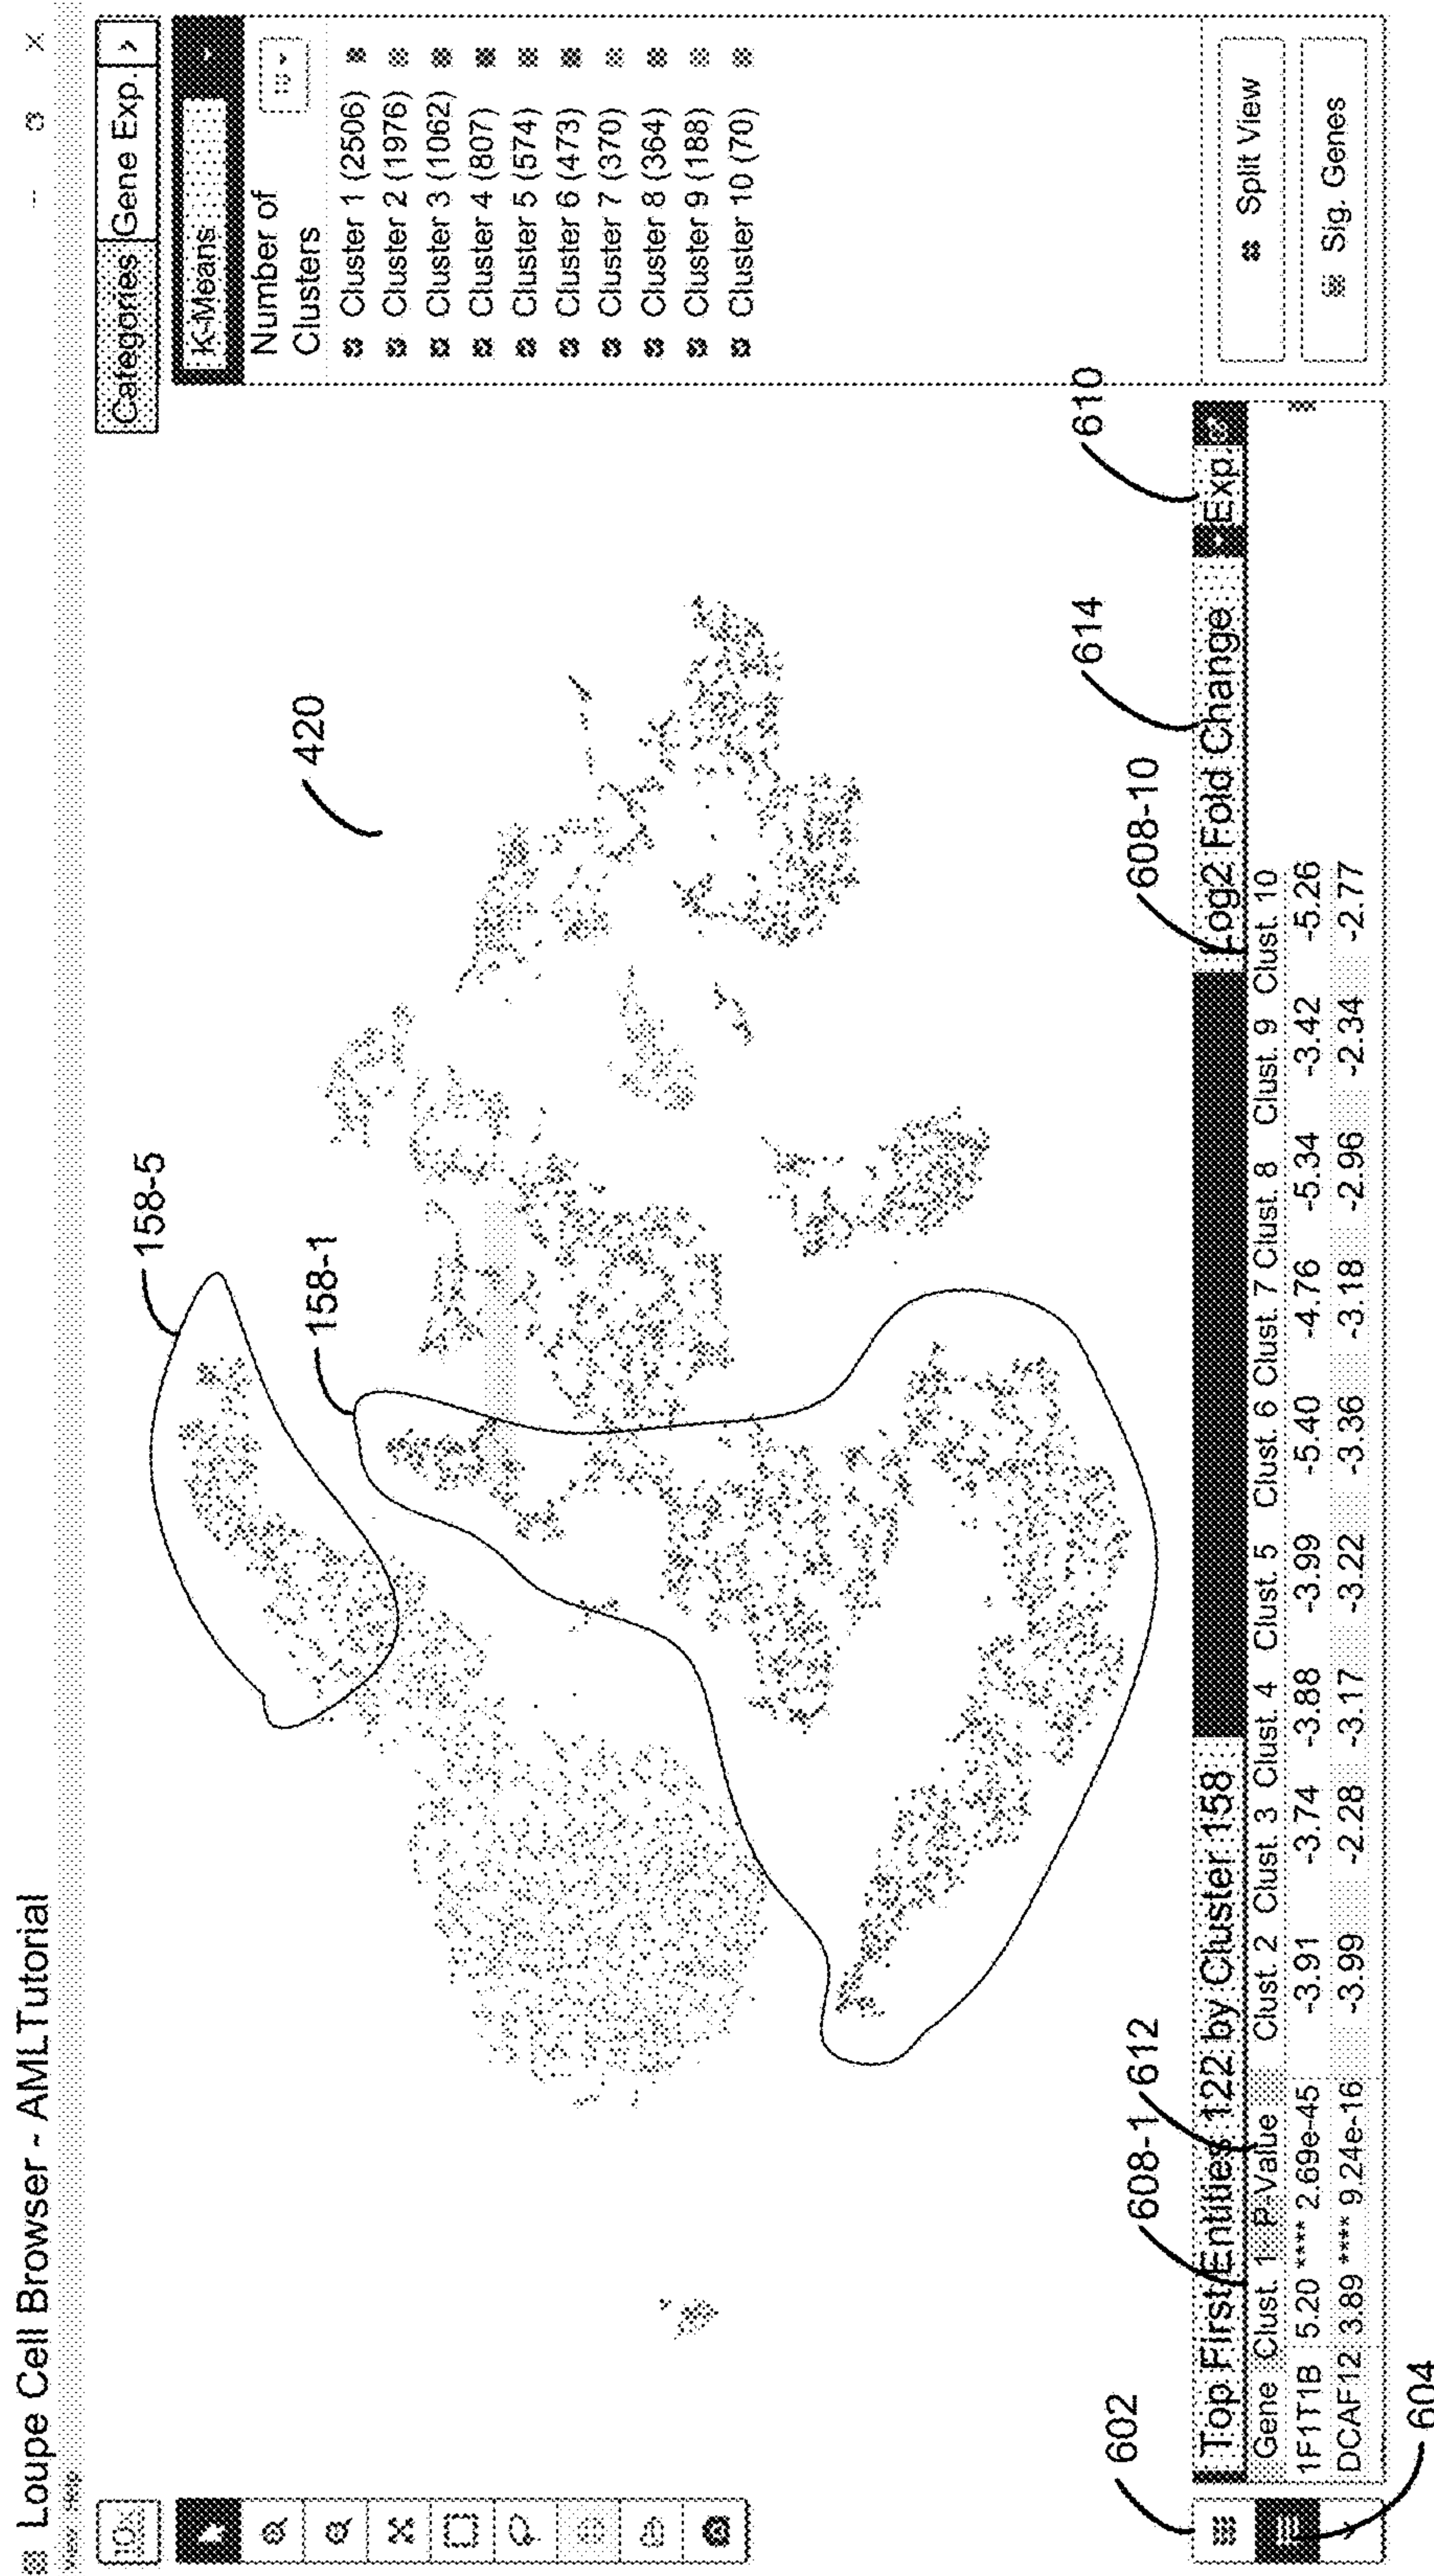 Loupe Cell Browser - AMLTutorial
View Help
10x
Categories Gene Exp.
K-Means
Number of
Clusters
Cluster 1 (2506)
Cluster 2 (1976)
Cluster 3 (1062)
Cluster 4 (807)
Cluster 5 (574)
Cluster 6 (473)
Cluster 7 (370)
Cluster 8 (364)
Cluster 9 (188)
Cluster 10 (70)
Split View
Sig. Genes
158-5
158-1
420
602
608-1
612
608-10
614
610
Top First Entities 122 by Cluster 158 Log2 Fold Change Exp.
Gene Clust. 1 P-Value Clust. 2 Clust. 3 Clust. 4 Clust. 5 Clust. 6 Clust. 7 Clust. 8 Clust. 9 Clust. 10
1F1T1B 5.20 **** 2.69e-45 -3.91 -3.74 -3.88 -3.99 -5.40 -4.76 -5.34 -3.42 -5.26
DCAF12 3.89 **** 9.24e-16 -3.99 -2.28 -3.17 -3.22 -3.36 -3.18 -2.96 -2.34 -2.77
604